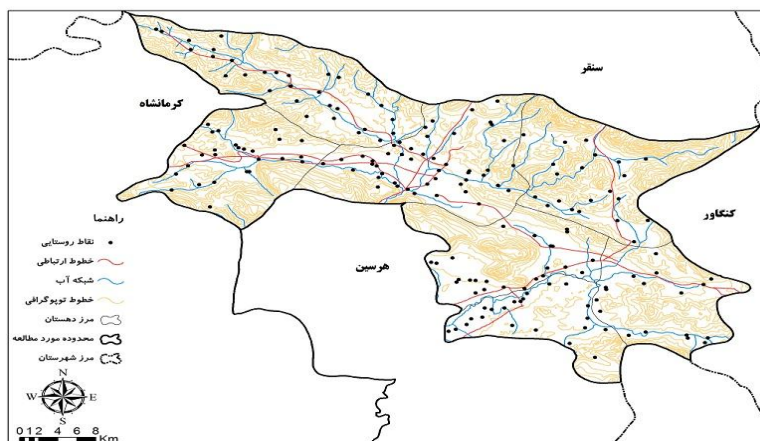 سنقر
کرمانشاه
کنگاور
هرسین
راهنما
نقاط روستایی
خطوط ارتباطی
شبکه آب
خطوط توپوگرافی
مرز دهستان
محدوده مورد مطالعه
مرز شهرستان
N
W E
S
0 1 2 4 6 8 Km